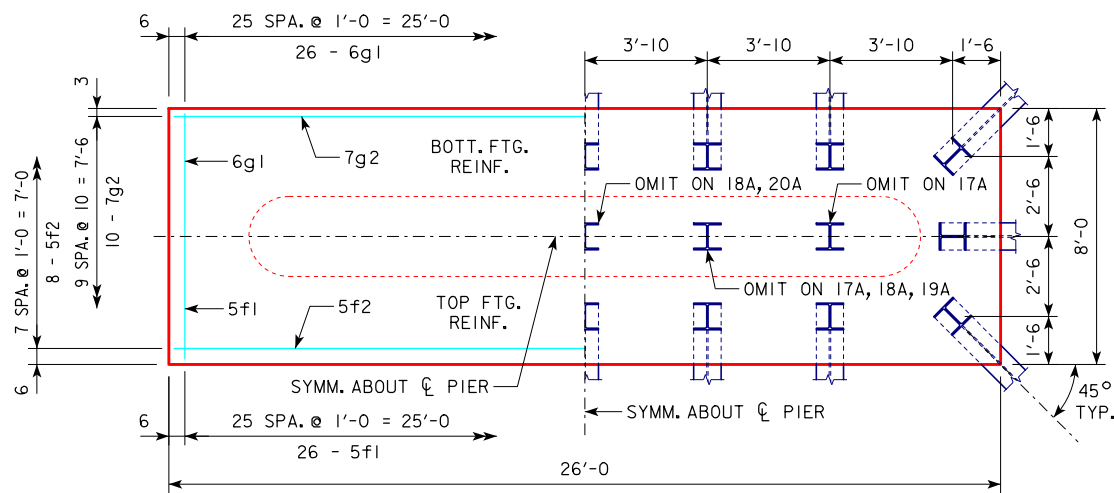 6
25 SPA. @ 1'-0 = 25'-0
26 - 6g1
3'-10
3'-10
3'-10
1'-6
3
9 SPA. @ 10 = 7'-6
10 - 7g2
7 SPA. @ 1'-0 = 7'-0
8 - 5f2
6
6g1
7g2
BOTT. FTG.
REINF.
OMIT ON 18A, 20A
OMIT ON 17A
OMIT ON 17A, 18A, 19A
5f1
5f2
TOP FTG.
REINF.
SYMM. ABOUT ℄ PIER
SYMM. ABOUT ℄ PIER
1'-6
2'-6
2'-6
1'-6
8'-0
45°
TYP.
6
25 SPA. @ 1'-0 = 25'-0
26 - 5f1
26'-0